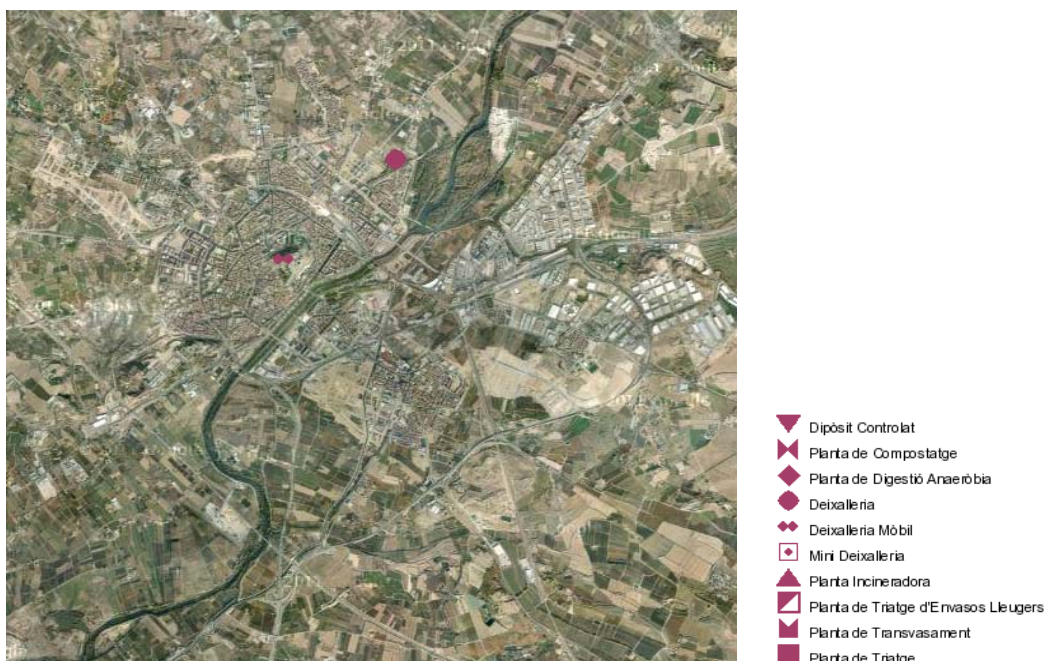 Dipòsit Controlat
Planta de Compostatge
Planta de Digestió Anaeròbia
Deixalleria
Deixalleria Mòbil
Mini Deixalleria
Planta Incineradora
Planta de Triatge d'Envasos Lleugers
Planta de Transvasament
Planta de Triatge